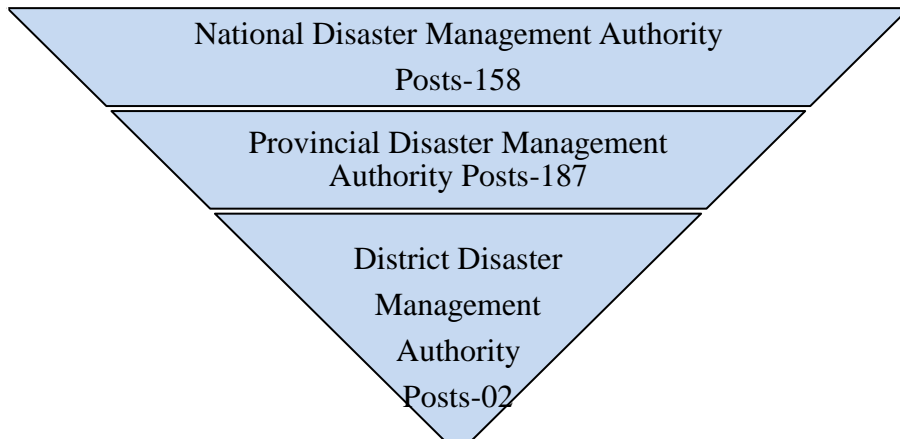 National Disaster Management Authority
Posts-158
Provincial Disaster Management
Authority Posts-187
District Disaster
Management
Authority
Posts-02